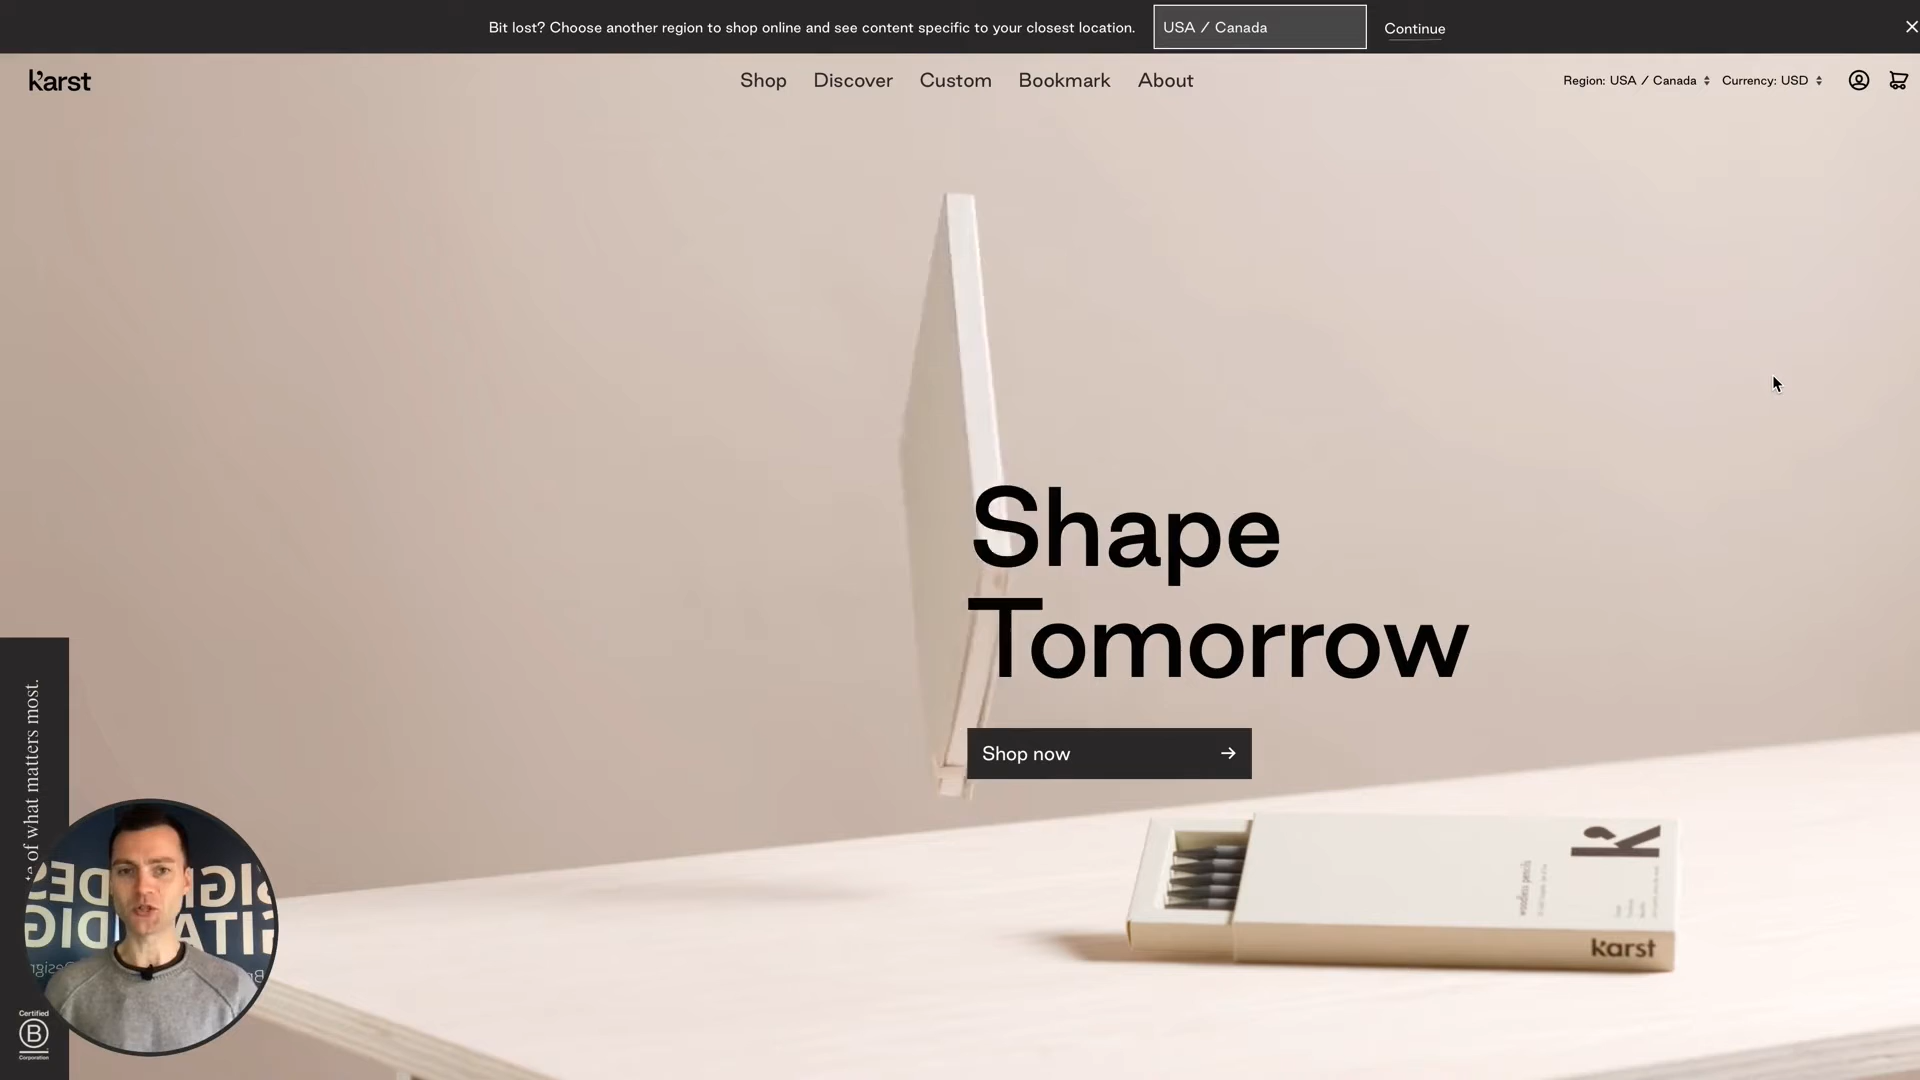 Bit lost? Choose another region to shop online and see content specific to your closest location.
USA / Canada
Continue
karst
Shop
Discover
Custom
Bookmark
About
Region: USA / Canada
Currency: USD
Shape
Tomorrow
Shop now
of what matters most.
woodless pencils
k
karst
Certified
B
Corporation